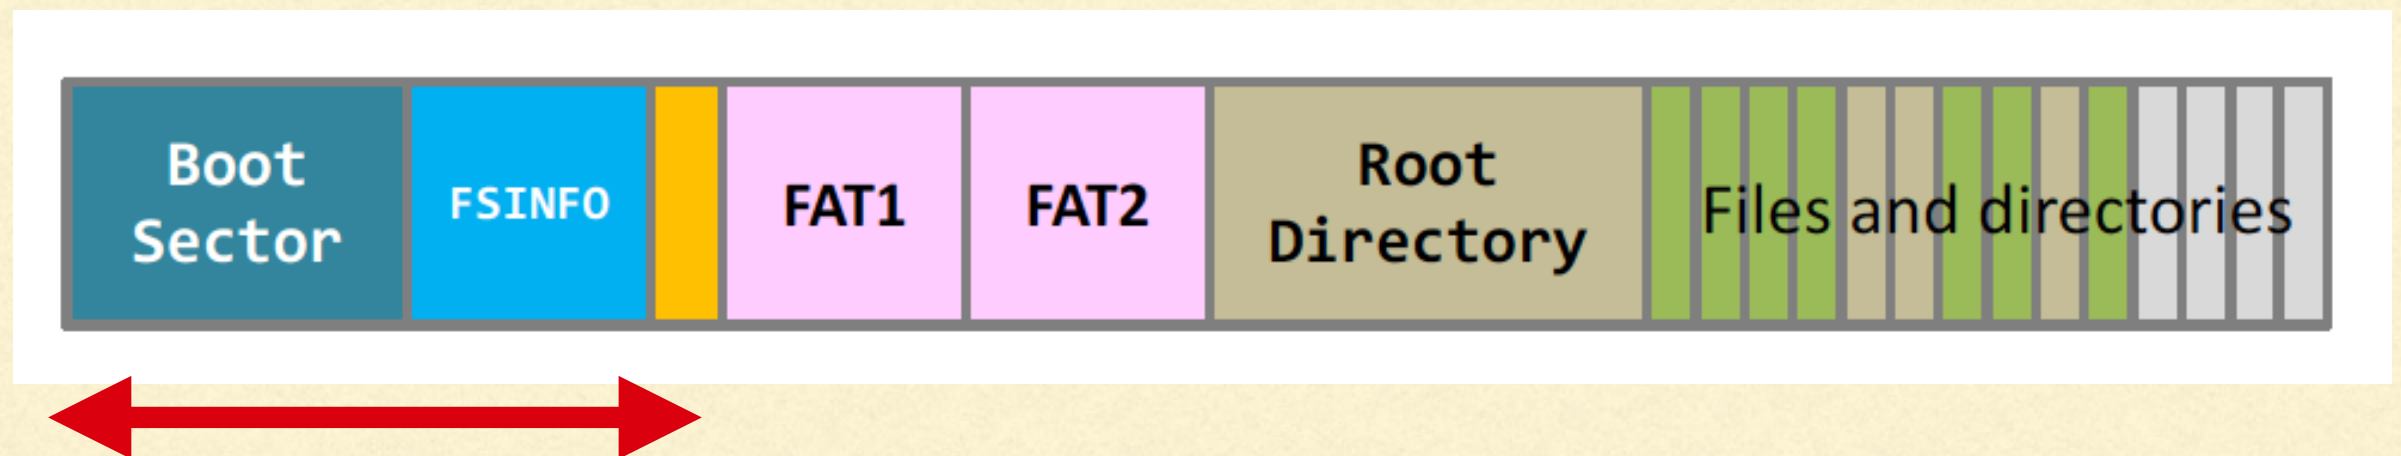 Boot
Sector
FSINFO
FAT1
FAT2
Root
Directory
Files and directories